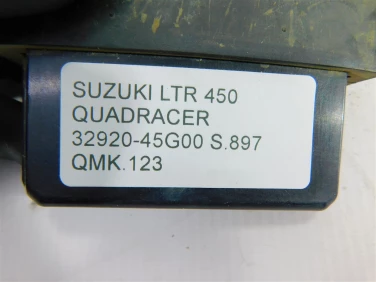 SUZUKI LTR 450
QUADRACER
32920-45G00 S.897
QMK.123